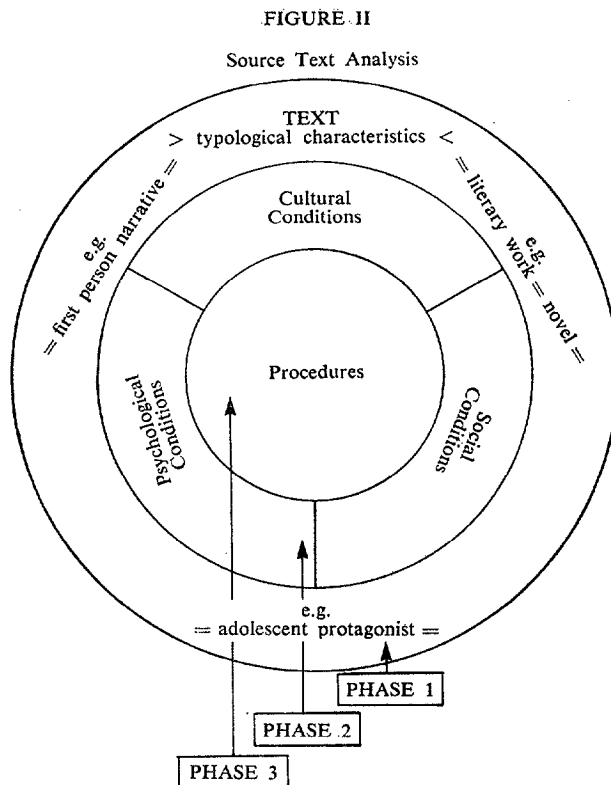 FIGURE II
Source Text Analysis
TEXT
> typological characteristics <
e.g.
= first person narrative =
e.g.
= literary work = novel =
Cultural
Conditions
Procedures
Psychological
Conditions
Social
Conditions
e.g.
= adolescent protagonist =
PHASE 1
PHASE 2
PHASE 3